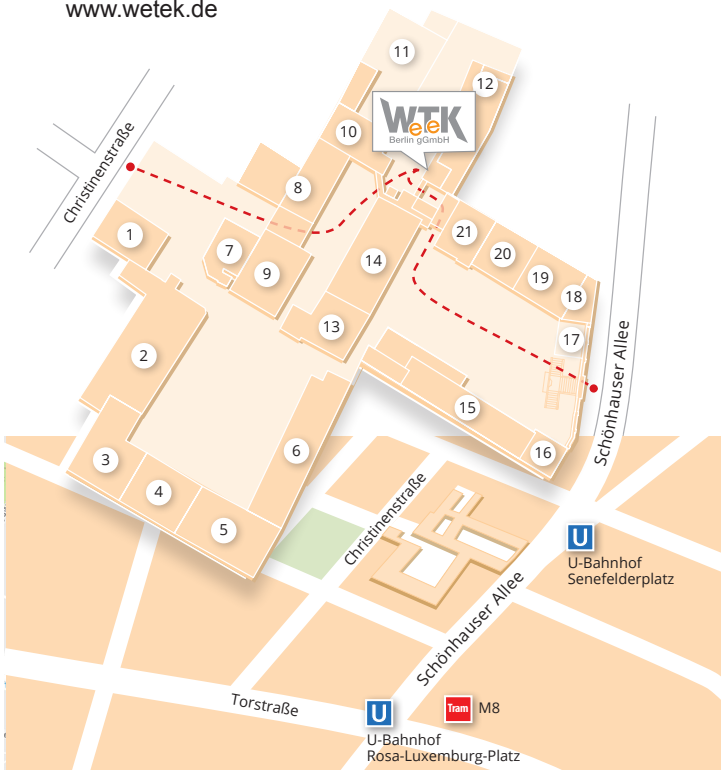 www.wetek.de
11
12
WeTeK
Berlin gGmbH
10
Christinenstraße
8
1
7
9
14
21
20
19
18
13
17
2
Schönhauser Allee
15
16
6
3
4
5
Christinenstraße
U
U-Bahnhof
Senefelderplatz
Schönhauser Allee
Torstraße
U
Tram M8
U-Bahnhof
Rosa-Luxemburg-Platz